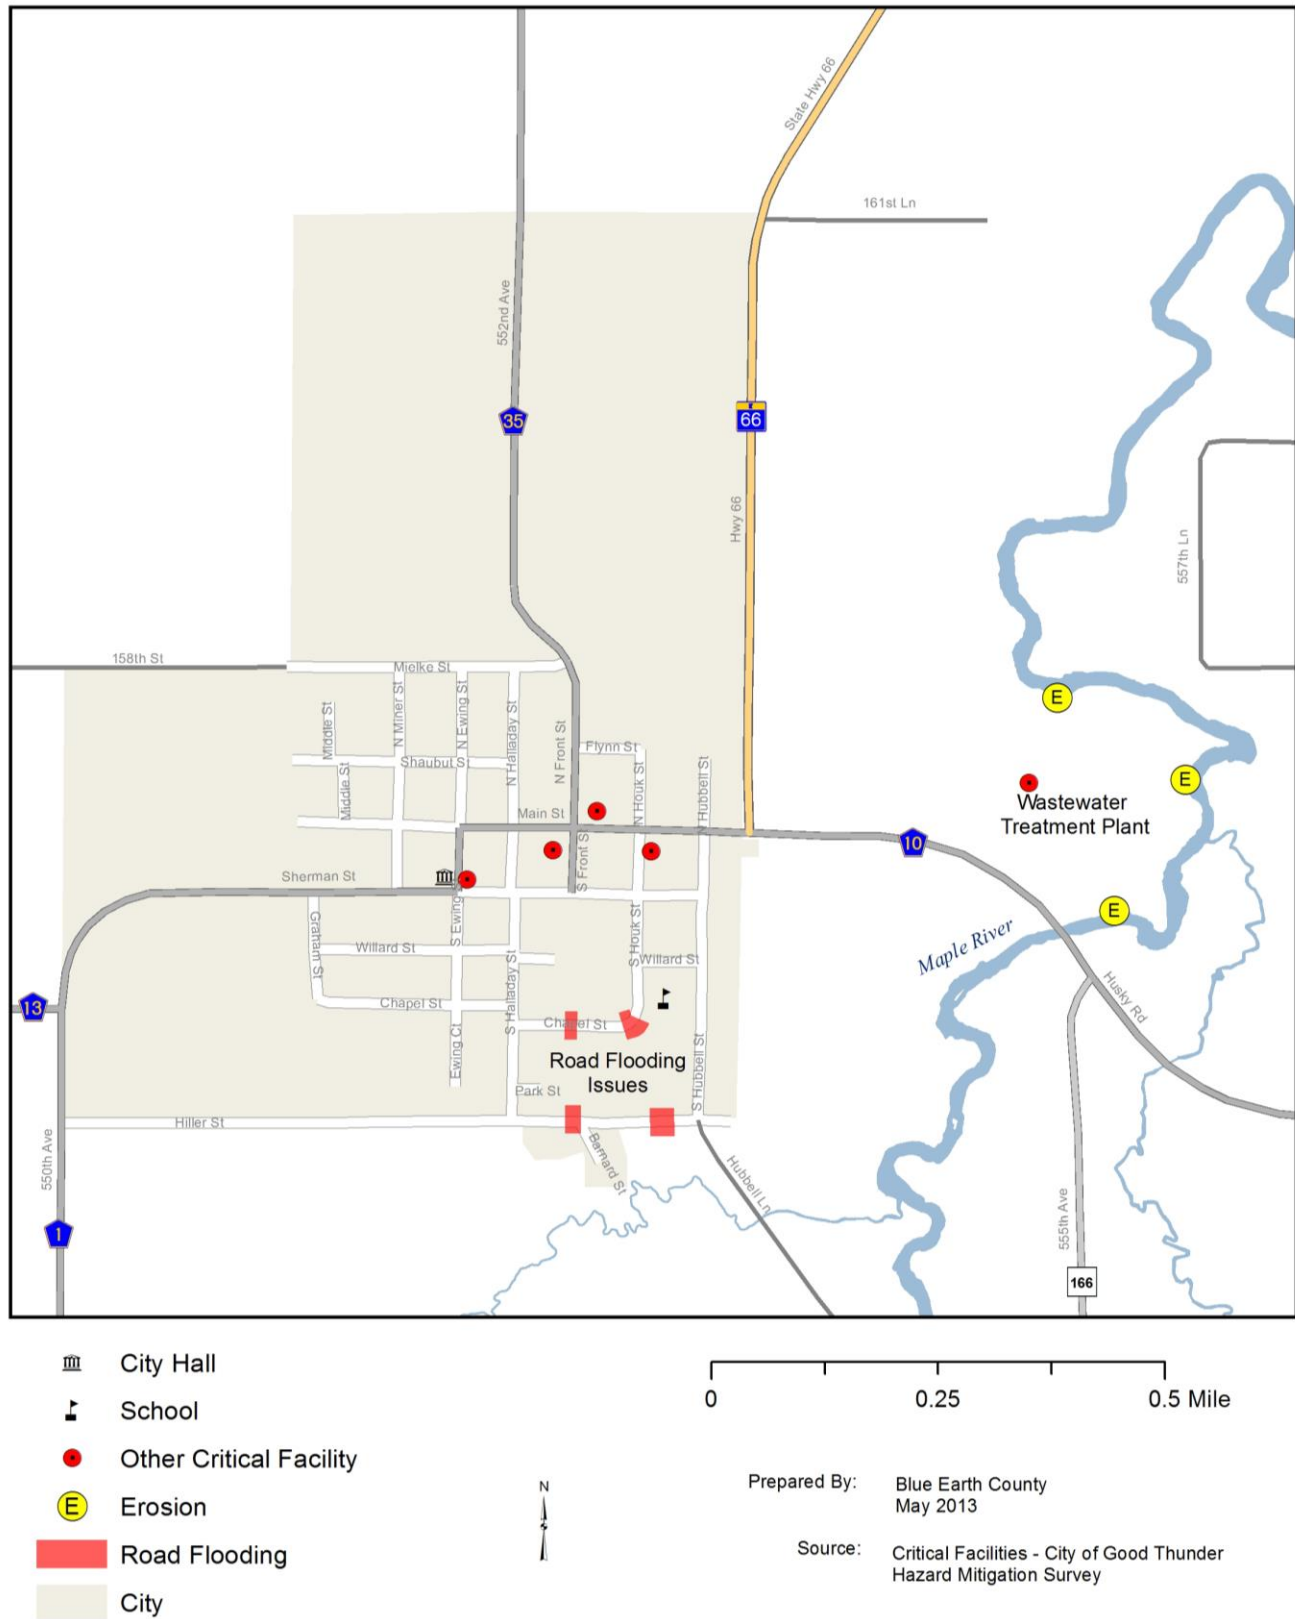 State Hwy 66
161st Ln
552nd Ave
35
66
Hwy 66
557th Ln
158th St
Mielke St
Middle St
N Miner St
N Ewing St
N Halladay St
N Front St
Flynn St
Shaubut St
Middle St
N Houk St
N Hubbell St
E
E
Main St
Wastewater
Treatment Plant
10
S Front St
Sherman St
E
Graham St
S Ewing
S Houk St
Maple River
Willard St
Willard St
S Halladay St
Husky Rd
13
Chapel St
Chapel St
Ewing Ct
S Hubbell St
Road Flooding
Issues
Park St
Hiller St
550th Ave
Barnard St
Hubbell Ln
555th Ave
1
166
City Hall
School
Other Critical Facility
E
Erosion
Road Flooding
City
N
0
0.25
0.5 Mile
Prepared By:
Blue Earth County
May 2013
Source:
Critical Facilities - City of Good Thunder
Hazard Mitigation Survey